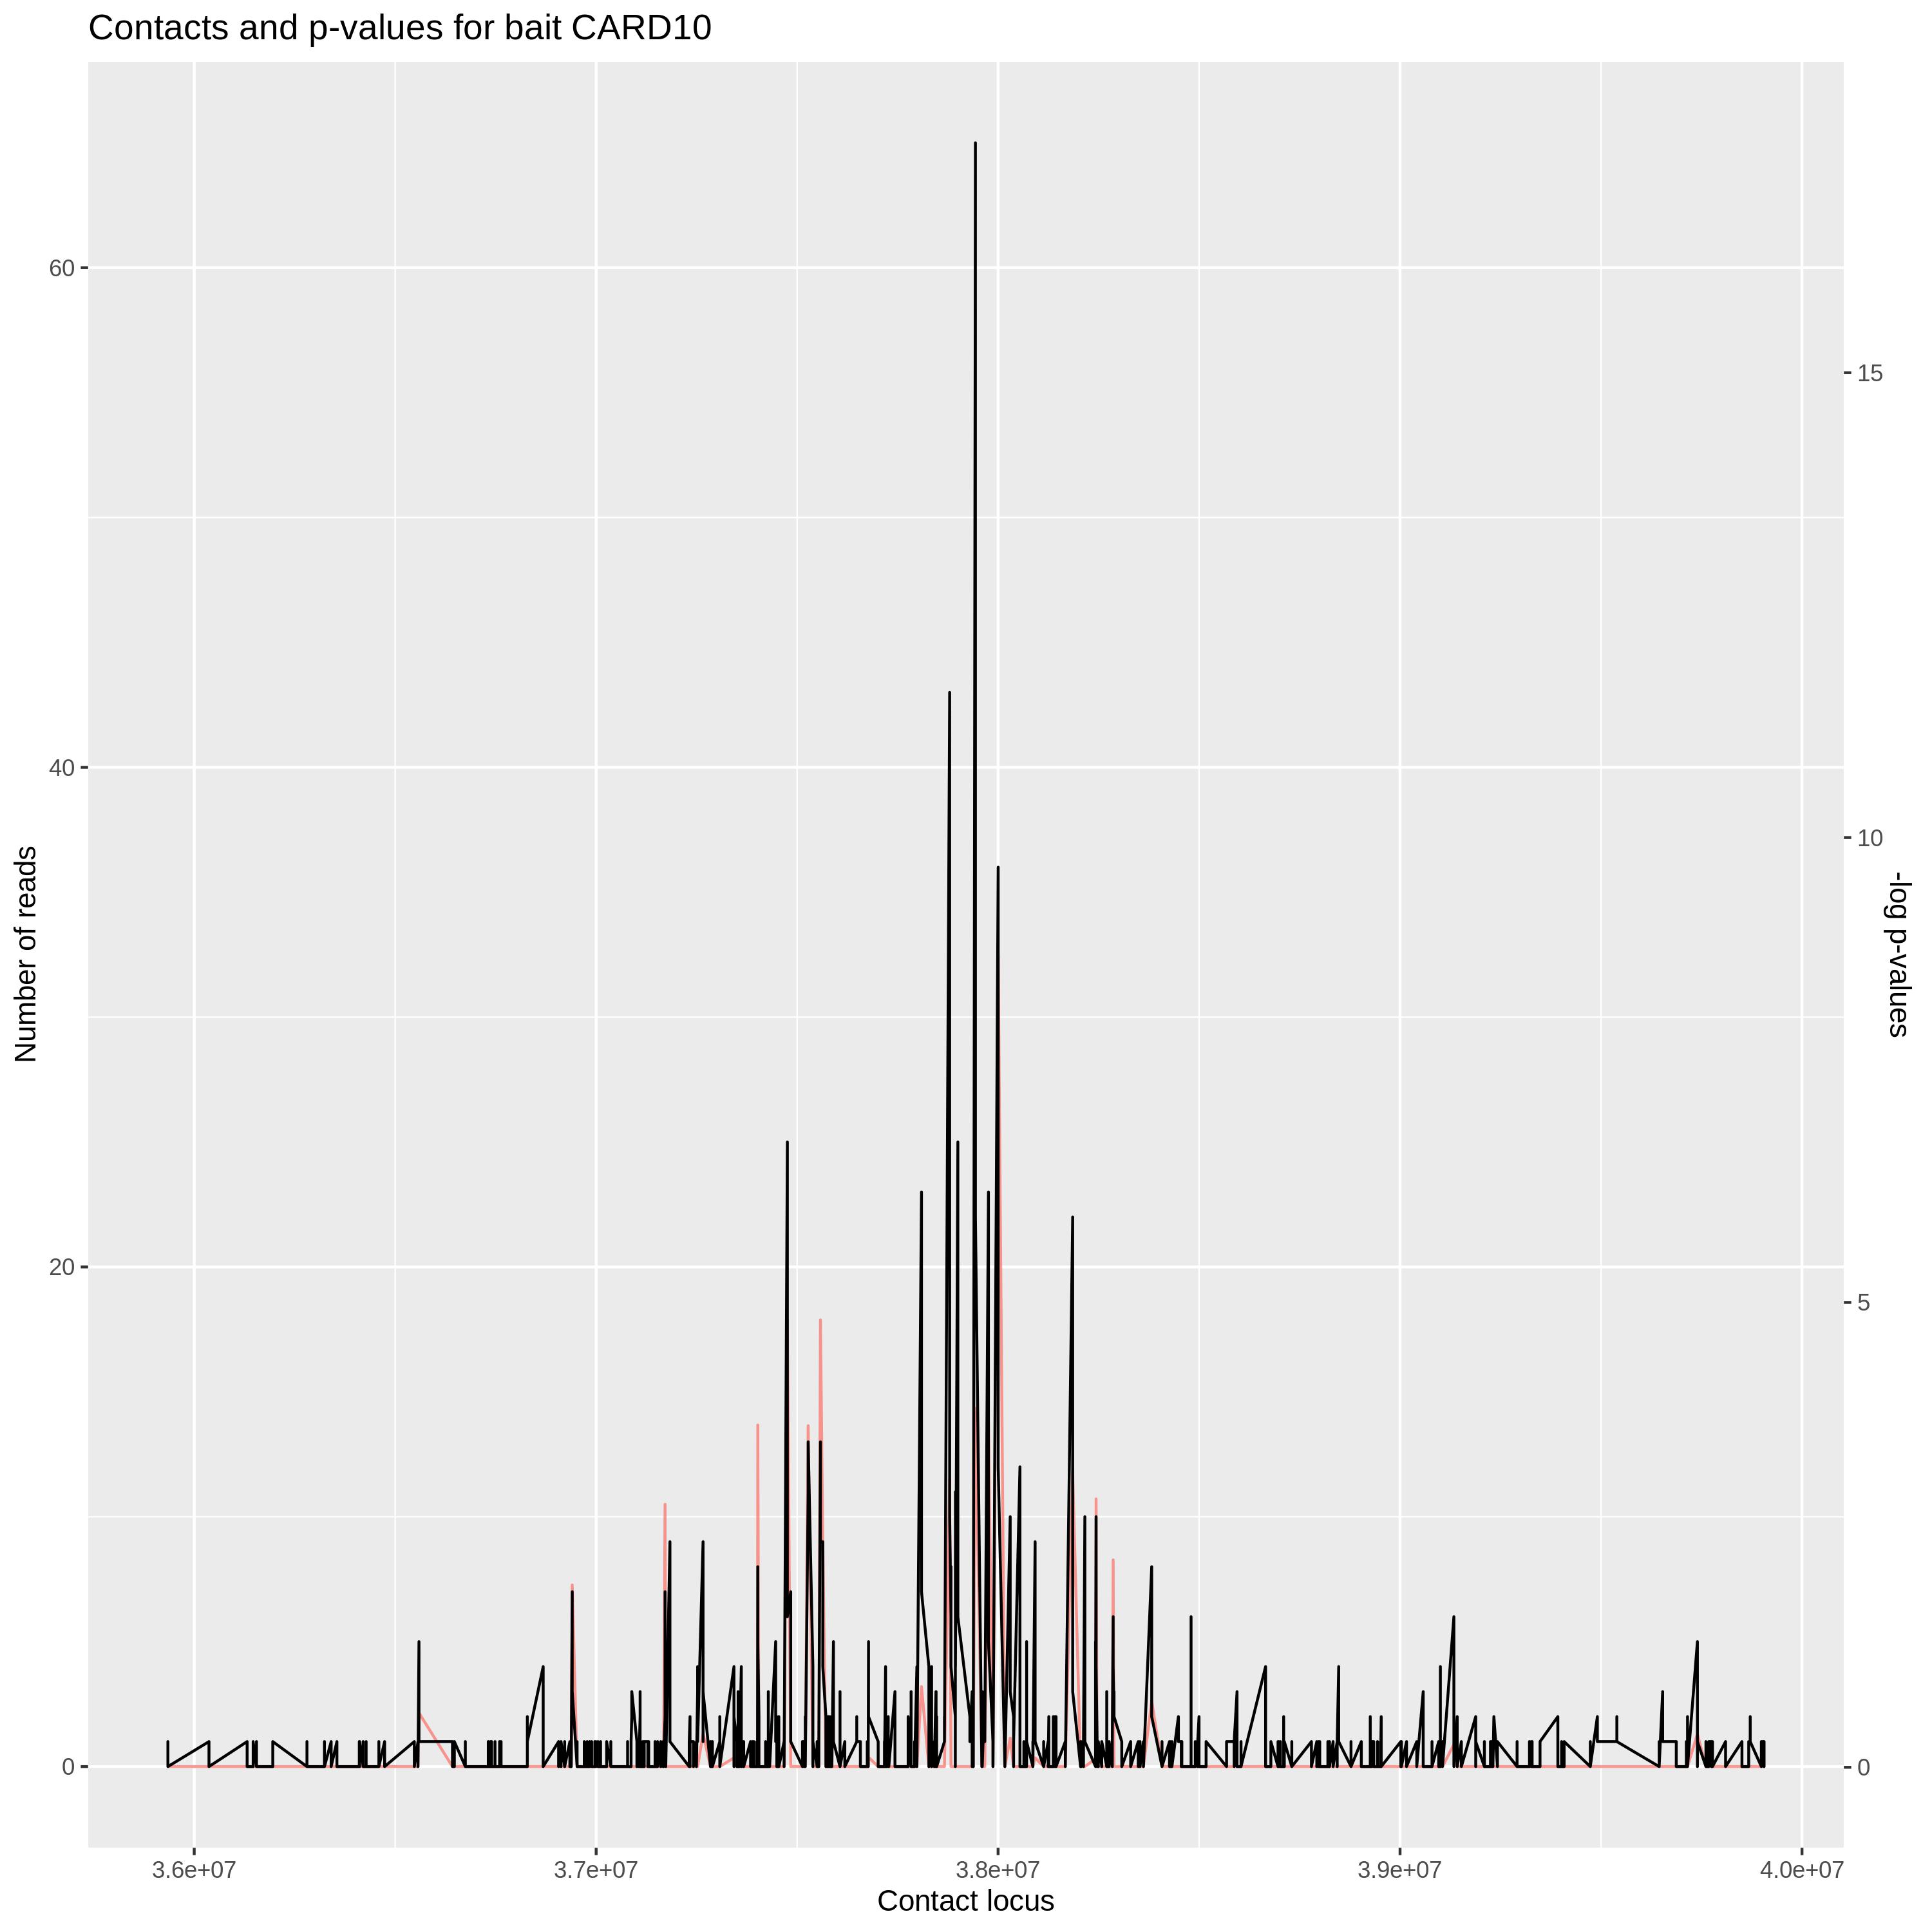 Contacts and p-values for bait CARD10
60
40
20
0
15
10
5
0
Number of reads
-log p-values
3.6e+07 3.7e+07 3.8e+07 3.9e+07 4.0e+07
Contact locus